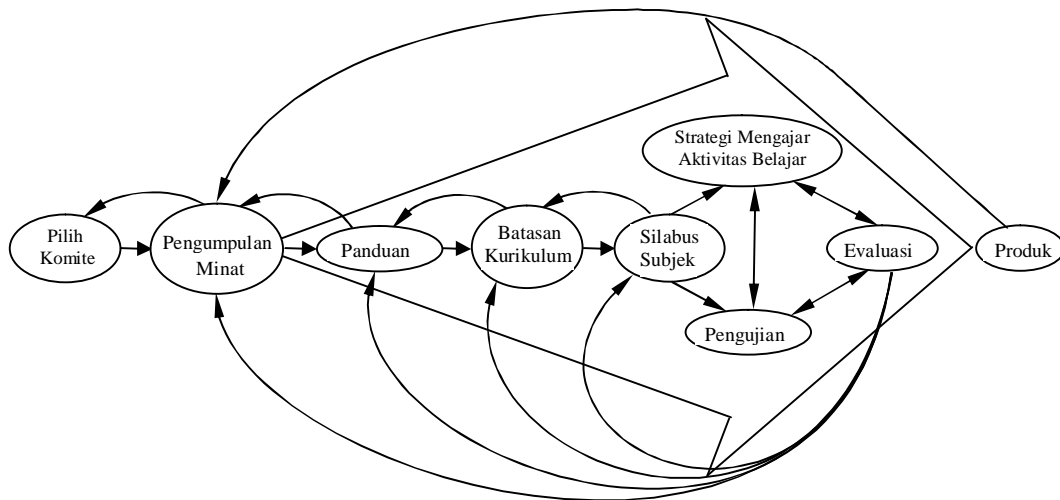 Pilih
Komite
Pengumpulan
Minat
Panduan
Batasan
Kurikulum
Silabus
Subjek
Strategi Mengajar
Aktivitas Belajar
Pengujian
Evaluasi
Produk